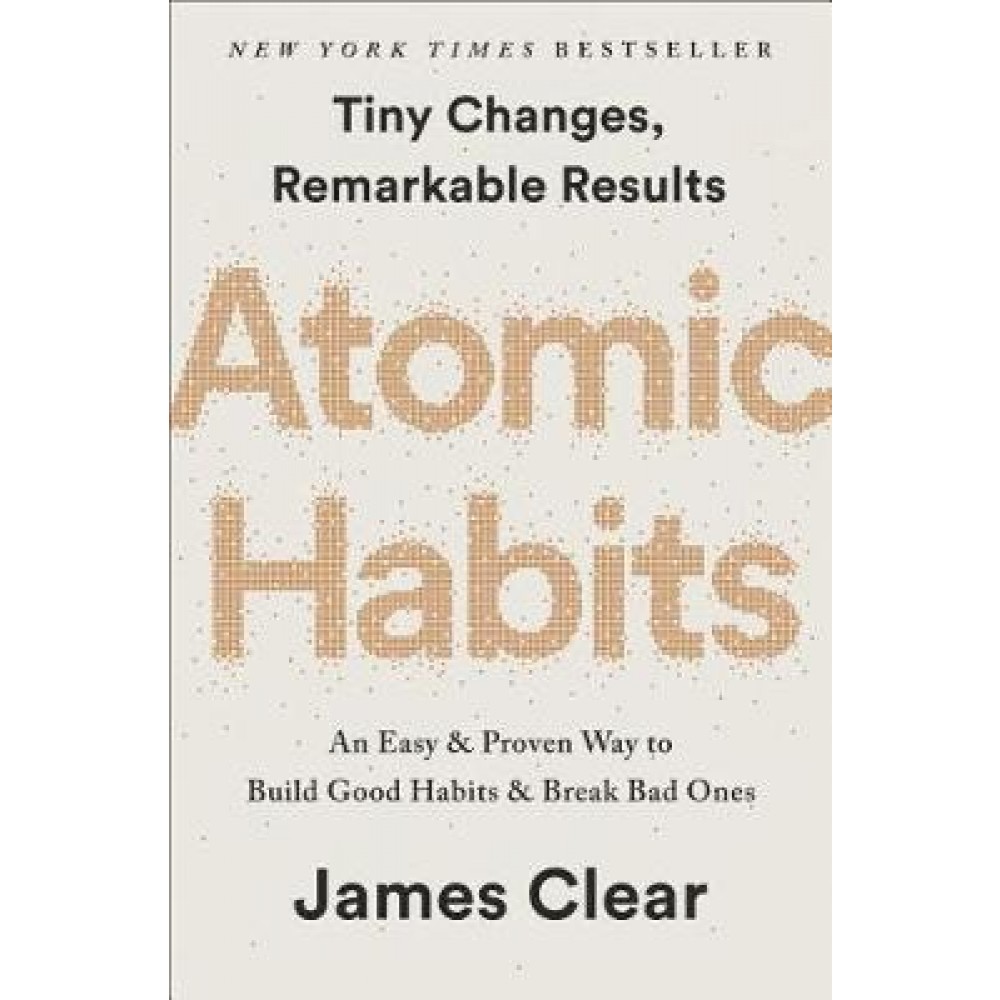 NEW YORK TIMES BESTSELLER
Tiny Changes,
Remarkable Results
Atomic
Habits
An Easy & Proven Way to
Build Good Habits & Break Bad Ones
James Clear